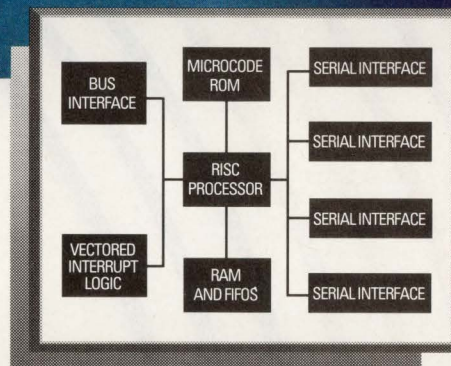 BUS
INTERFACE
MICROCODE
ROM
SERIAL INTERFACE
SERIAL INTERFACE
RISC
PROCESSOR
SERIAL INTERFACE
VECTORED
INTERRUPT
LOGIC
RAM
AND FIFOS
SERIAL INTERFACE